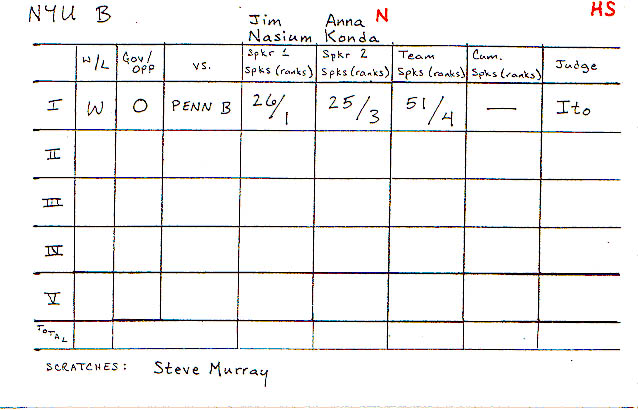 NYU B Jim Anna N HS
Nasium Konda
W/L Gov/ OPP vs. Spkr 1 Spks (ranks) Spkr 2 Spks (ranks) Team Spks (ranks) Cum. Spks (ranks) Judge
I W O PENN B 26/1 25/3 51/4 — Ito
II
III
IV
V
TOTAL
SCRATCHES: Steve Murray